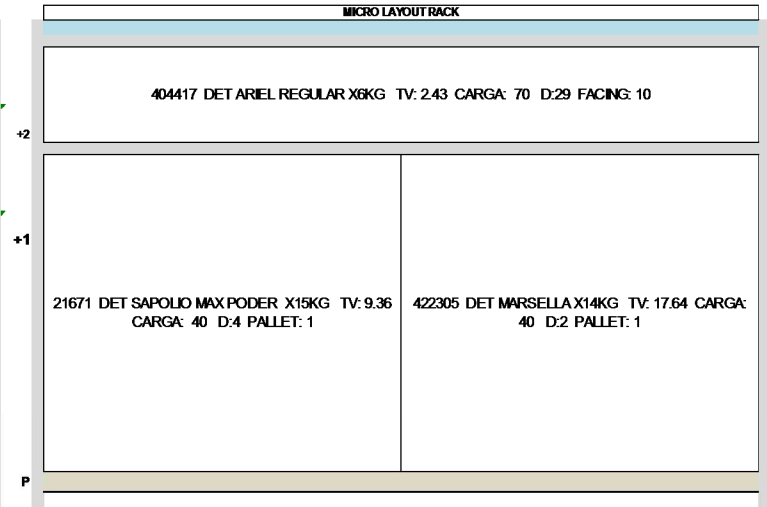 MICRO LAYOUT RACK
404417 DET ARIEL REGULAR X6KG TV: 2.43 CARGA: 70 D:29 FACING: 10
+2
+1
21671 DET SAPOLIO MAX PODER X15KG TV: 9.36
CARGA: 40 D:4 PALLET: 1
422305 DET MARSELLA X14KG TV: 17.64 CARGA:
40 D:2 PALLET: 1
P